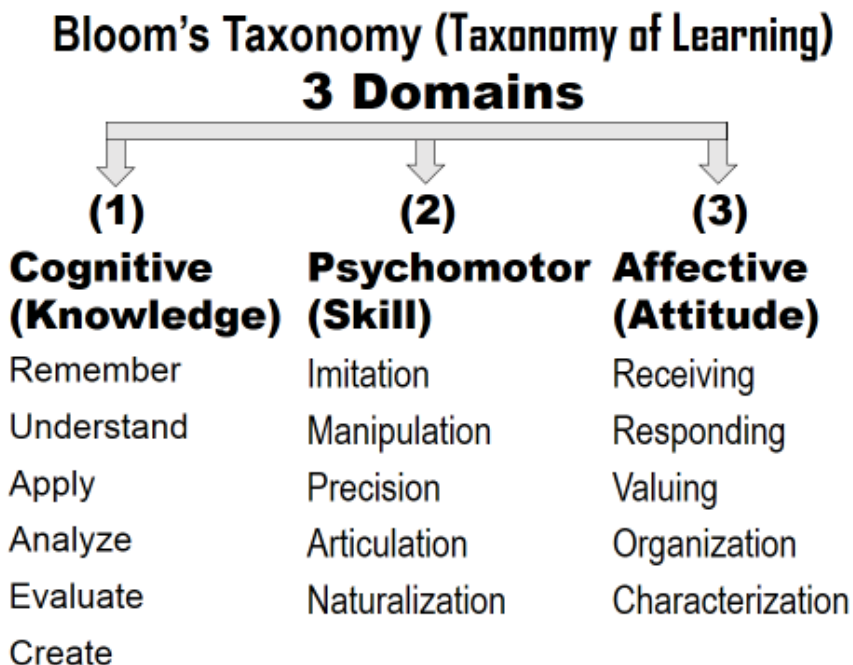 Bloom's Taxonomy (Taxonomy of Learning)
3 Domains
(1)
Cognitive
(Knowledge)
Remember
Understand
Apply
Analyze
Evaluate
Create
(2)
Psychomotor
(Skill)
Imitation
Manipulation
Precision
Articulation
Naturalization
(3)
Affective
(Attitude)
Receiving
Responding
Valuing
Organization
Characterization